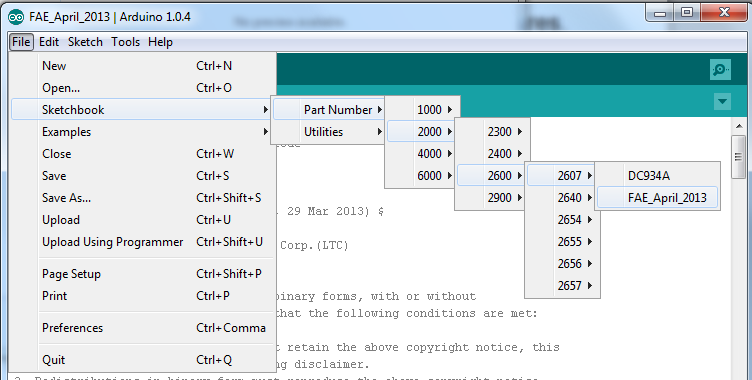 FAE_April_2013 | Arduino 1.0.4
File Edit Sketch Tools Help
New Ctrl+N
Open... Ctrl+O
Sketchbook
Examples
Close Ctrl+W
Save Ctrl+S
Save As... Ctrl+Shift+S
Upload Ctrl+U
Upload Using Programmer Ctrl+Shift+U
Page Setup Ctrl+Shift+P
Print Ctrl+P
Preferences Ctrl+Comma
Quit Ctrl+Q
Part Number
Utilities
1000
2000
4000
6000
2300
2400
2600
2900
2607
2640
2654
2655
2656
2657
DC934A
FAE_April_2013
29 Mar 2013) $
Corp.(LTC)
binary forms, with or without
that the following conditions are met:
retain the above copyright notice, this
disclaimer.